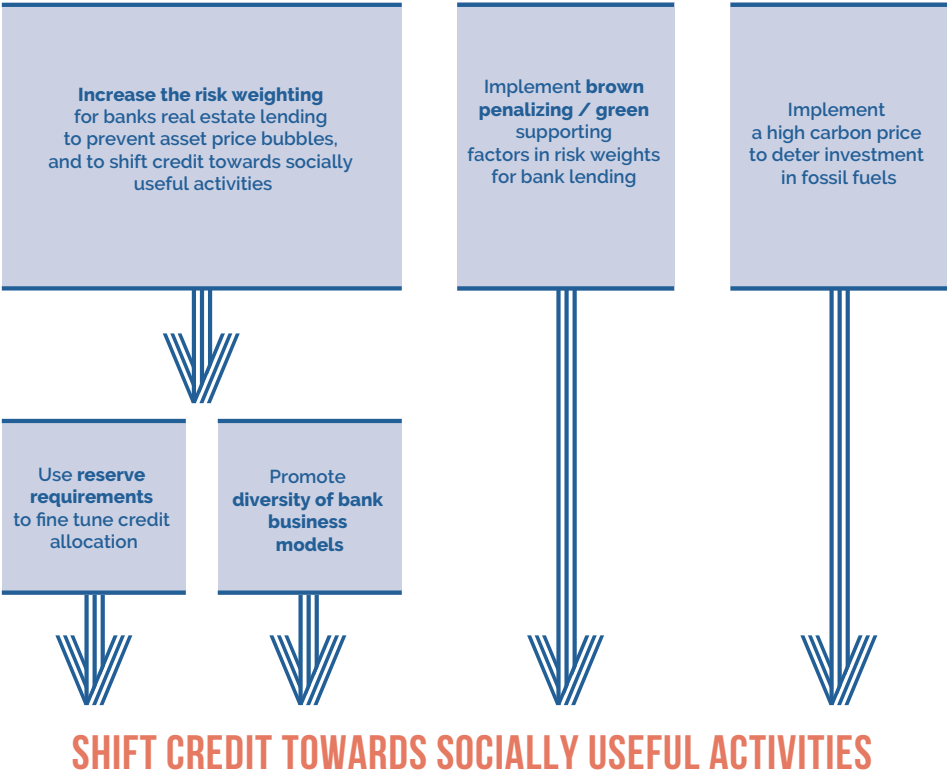 Increase the risk weighting
for banks real estate lending
to prevent asset price bubbles,
and to shift credit towards socially
useful activities
Implement brown
penalizing / green
supporting
factors in risk weights
for bank lending
Implement
a high carbon price
to deter investment
in fossil fuels
Use reserve
requirements
to fine tune credit
allocation
Promote
diversity of bank
business
models
SHIFT CREDIT TOWARDS SOCIALLY USEFUL ACTIVITIES